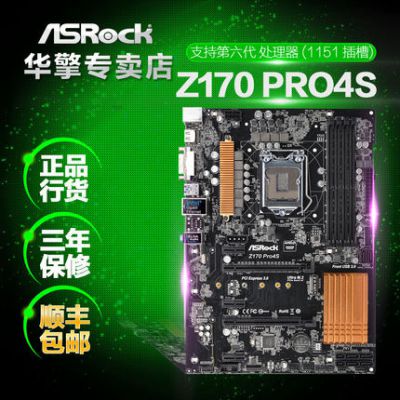 ASRock
华擎专卖店
支持第六代 处理器 (1151 插槽)
Z170 PRO4S
正品
行货
三年
保修
顺丰
包邮
ASRock
Z170 Pro4S
PCI Express 3.0
Ultra M.2
Front USB 3.0